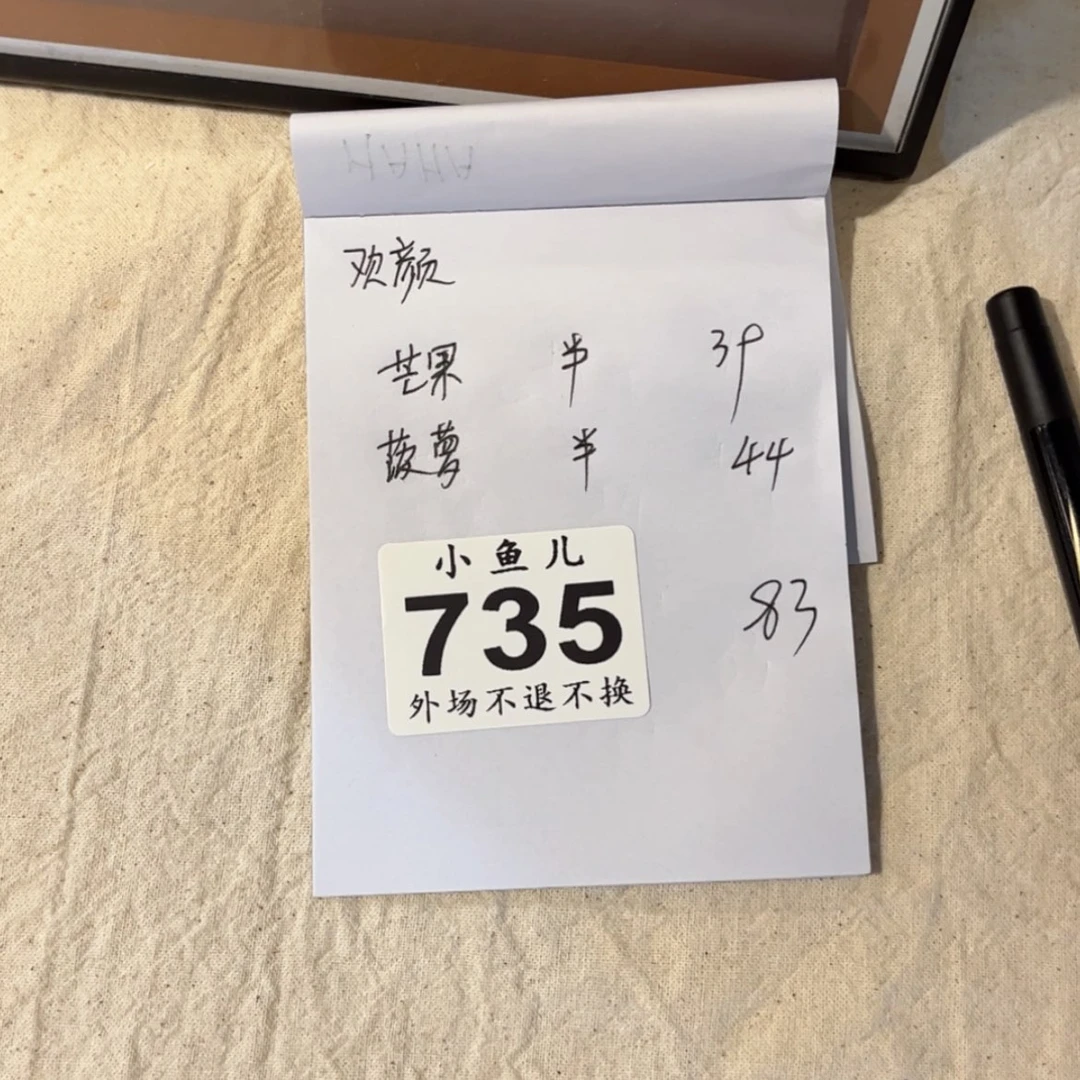 欢颜
芒果 半 39
菠萝 半 44
小鱼儿
735
外场不退不换
83